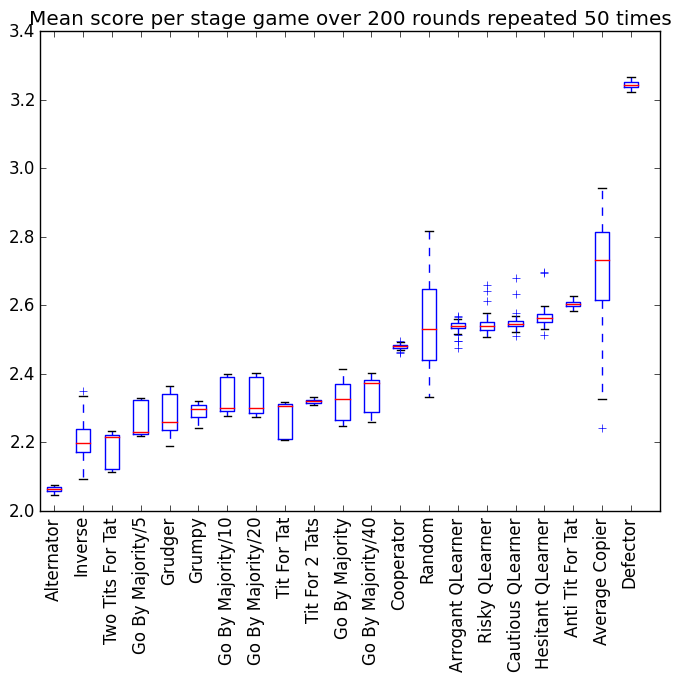 Mean score per stage game over 200 rounds repeated 50 times
3.4
3.2
3.0
2.8
2.6
2.4
2.2
2.0
Alternator
Inverse
Two Tits For Tat
Go By Majority/5
Grudger
Grumpy
Go By Majority/10
Go By Majority/20
Tit For Tat
Tit For 2 Tats
Go By Majority
Go By Majority/40
Cooperator
Random
Arrogant QLearner
Risky QLearner
Cautious QLearner
Hesitant QLearner
Anti Tit For Tat
Average Copier
Defector